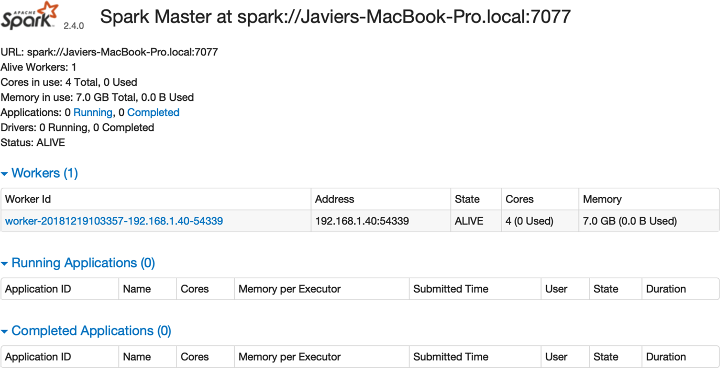 APACHE
Spark 2.4.0 Spark Master at spark://Javiers-MacBook-Pro.local:7077
URL: spark://Javiers-MacBook-Pro.local:7077
Alive Workers: 1
Cores in use: 4 Total, 0 Used
Memory in use: 7.0 GB Total, 0.0 B Used
Applications: 0 Running, 0 Completed
Drivers: 0 Running, 0 Completed
Status: ALIVE
Workers (1)
Worker Id Address State Cores Memory
worker-20181219103357-192.168.1.40-54339 192.168.1.40:54339 ALIVE 4 (0 Used) 7.0 GB (0.0 B Used)
Running Applications (0)
Application ID Name Cores Memory per Executor Submitted Time User State Duration
Completed Applications (0)
Application ID Name Cores Memory per Executor Submitted Time User State Duration